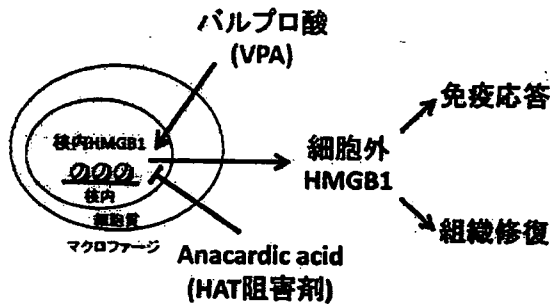 バルプロ酸
(VPA)
免疫応答
核内HMGB1
細胞外
HMGB1
核内
細胞質
マクロファージ
組織修復
Anacardic acid
(HAT阻害剤)